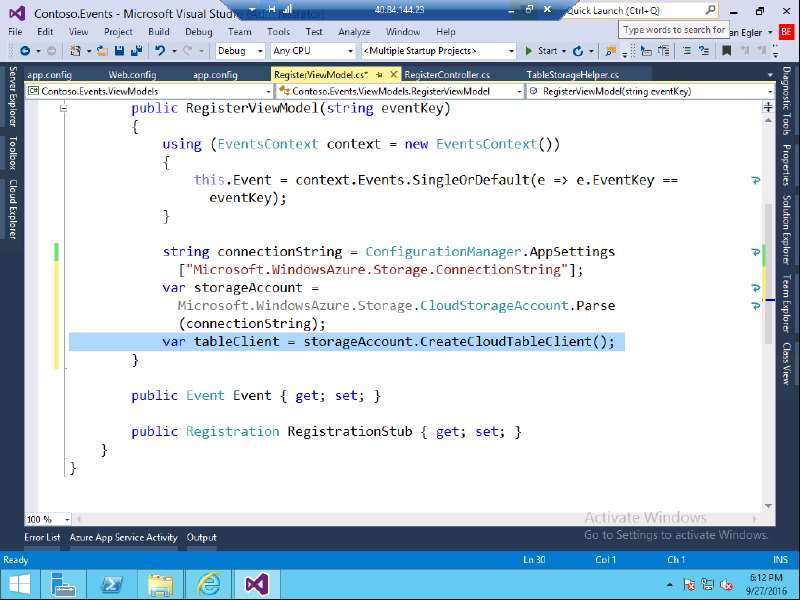 Contoso.Events - Microsoft Visual Stud
40.84.144.23
Quick Launch (Ctrl+Q)
File Edit View Project Build Debug Team Tools Test Analyze Window Help
Type words to search for
an Egler
BE
Debug Any CPU <Multiple Startup Projects> Start
app.config Web.config app.config RegisterViewModel.cs* RegisterController.cs TableStorageHelper.cs
Contoso.Events.ViewModels Contoso.Events.ViewModels.RegisterViewModel RegisterViewModel(string eventKey)
Server Explorer
Toolbox
Cloud Explorer
public RegisterViewModel(string eventKey)
{
using (EventsContext context = new EventsContext())
{
this.Event = context.Events.SingleOrDefault(e => e.EventKey ==
eventKey);
}
string connectionString = ConfigurationManager.AppSettings
["Microsoft.WindowsAzure.Storage.ConnectionString"];
var storageAccount =
Microsoft.WindowsAzure.Storage.CloudStorageAccount.Parse
(connectionString);
var tableClient = storageAccount.CreateCloudTableClient();
}
public Event Event { get; set; }
public Registration RegistrationStub { get; set; }
}
}
Diagnostic Tools
Properties
Solution Explorer
Team Explorer
Class View
100 %
Activate Windows
Go to Settings to activate Windows.
Error List Azure App Service Activity Output
Ready Ln 30 Col 1 Ch 1 INS
6:12 PM
9/27/2016